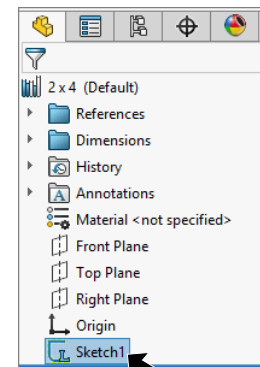 2 x 4 (Default)
References
Dimensions
History
Annotations
Material <not specified>
Front Plane
Top Plane
Right Plane
Origin
Sketch1